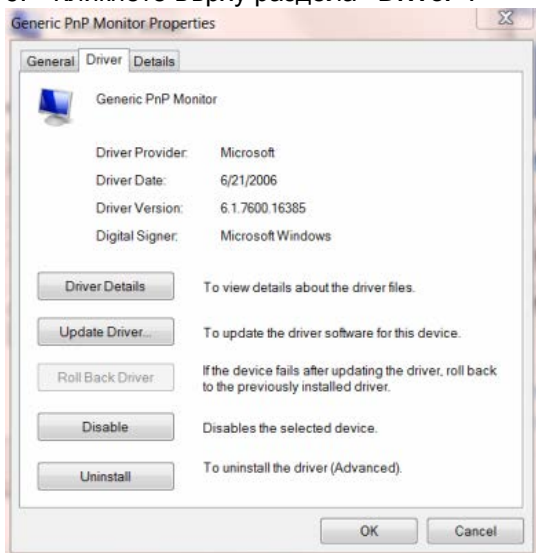 Generic PnP Monitor Properties
General Driver Details
Generic PnP Monitor
Driver Provider: Microsoft
Driver Date: 6/21/2006
Driver Version: 6.1.7600.16385
Digital Signer: Microsoft Windows
Driver Details To view details about the driver files.
Update Driver... To update the driver software for this device.
Roll Back Driver If the device fails after updating the driver, roll back
to the previously installed driver.
Disable Disables the selected device.
Uninstall To uninstall the driver (Advanced).
OK Cancel